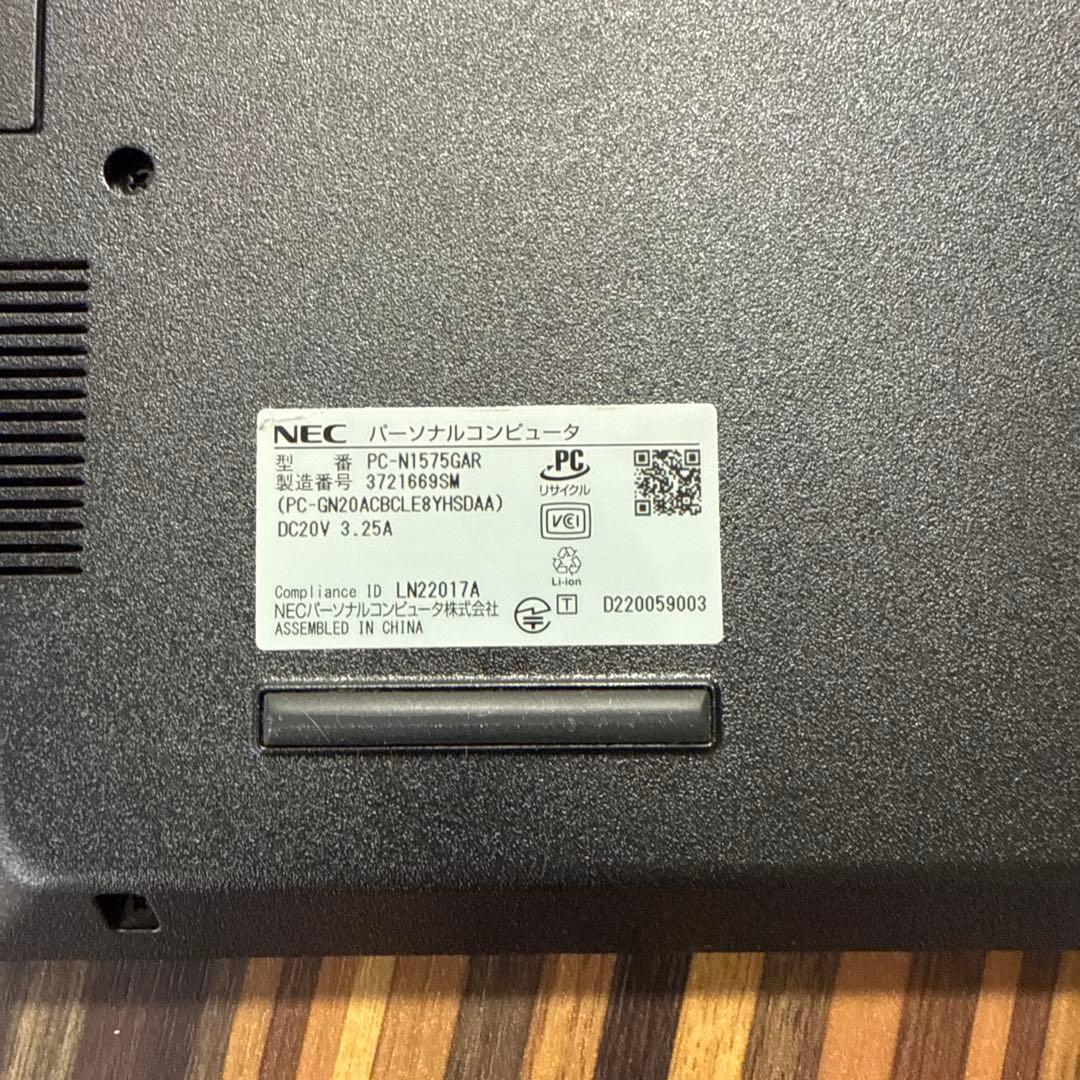 NEC パーソナルコンピュータ
型 番 PC-N1575GAR
製造番号 3721669SM
(PC-GN20ACBCLE8YHSDAA)
DC20V 3.25A
PC
リサイクル
VCI
Li-ion
Compliance ID LN22017A
NECパーソナルコンピュータ株式会社
ASSEMBLED IN CHINA
T D220059003